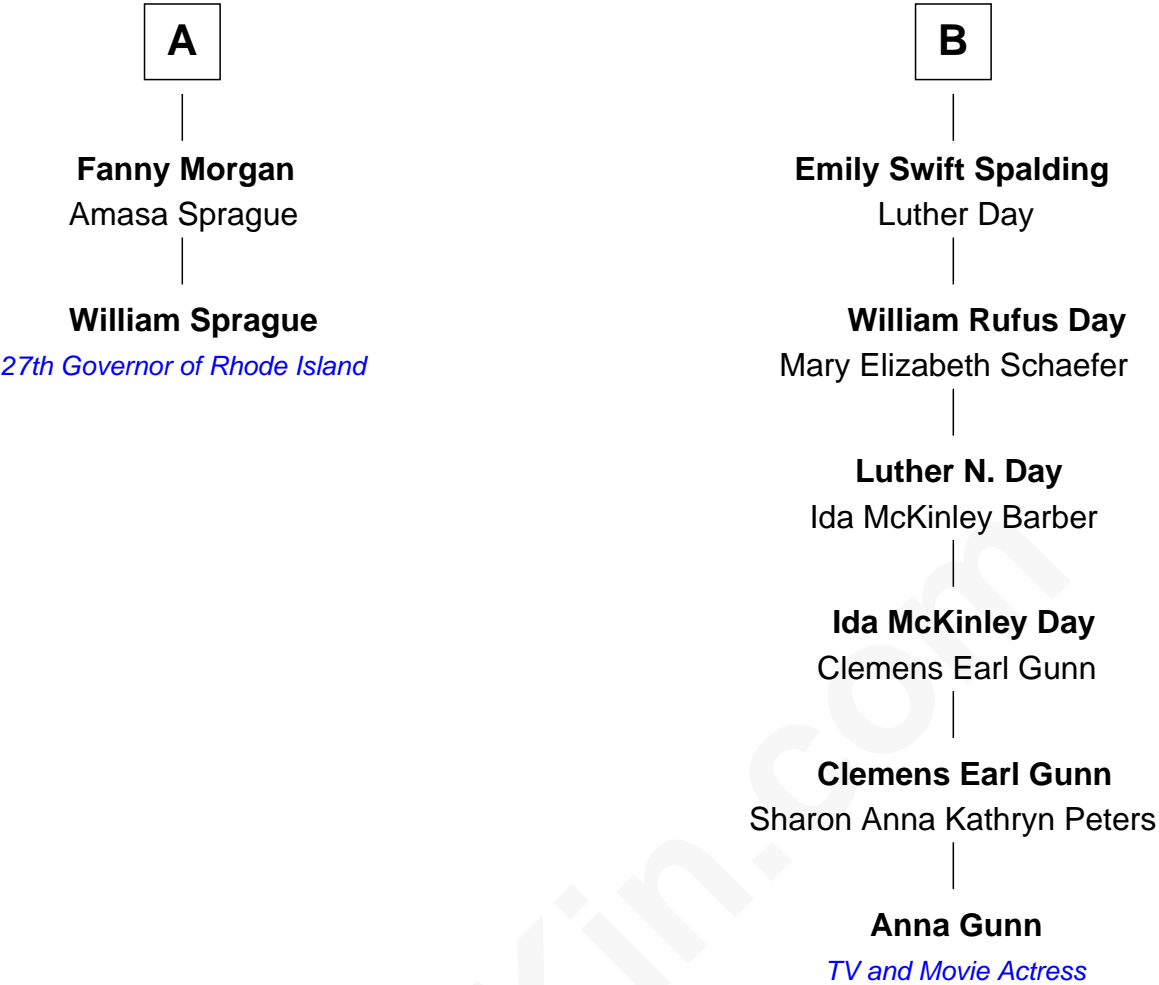 A
Fanny Morgan
Amasa Sprague
William Sprague
27th Governor of Rhode Island
B
Emily Swift Spalding
Luther Day
William Rufus Day
Mary Elizabeth Schaefer
Luther N. Day
Ida McKinley Barber
Ida McKinley Day
Clemens Earl Gunn
Clemens Earl Gunn
Sharon Anna Kathryn Peters
Anna Gunn
TV and Movie Actress
Kin.com